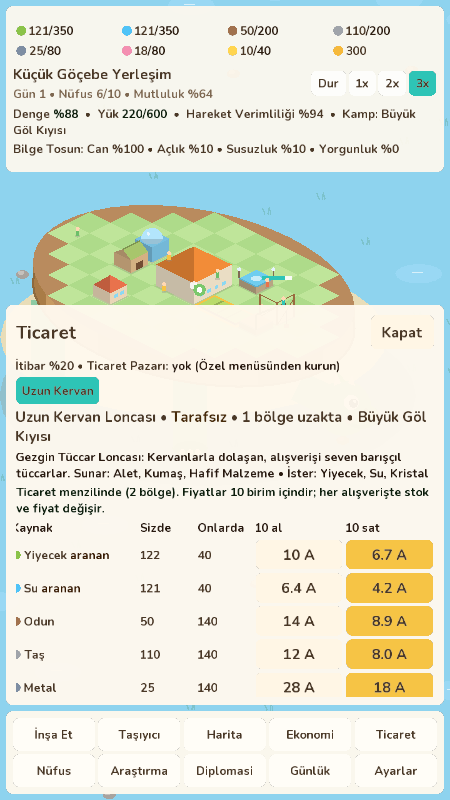 121/350 121/350 50/200 110/200
25/80 18/80 10/40 300
Küçük Göçebe Yerleşim
Gün 1 • Nüfus 6/10 • Mutluluk %64
Dur 1x 2x 3x
Denge %88 • Yük 220/600 • Hareket Verimliliği %94 • Kamp: Büyük
Göl Kıyısı
Bilge Tosun: Can %100 • Açlık %10 • Susuzluk %10 • Yorgunluk %0
Ticaret Kapat
İtibar %20 • Ticaret Pazarı: yok (Özel menüsünden kurun)
Uzun Kervan
Uzun Kervan Loncası • Tarafsız • 1 bölge uzakta • Büyük Göl
Kıyısı
Gezgin Tüccar Loncası: Kervanlarla dolaşan, alışverişi seven barışçıl
tüccarlar. Sunar: Alet, Kumaş, Hafif Malzeme • İster: Yiyecek, Su, Kristal
Ticaret menzilinde (2 bölge). Fiyatlar 10 birim içindir; her alışverişte stok
ve fiyat değişir.
Kaynak Sizde Onlarda 10 al 10 sat
Yiyecek aranan 122 40 10 A 6.7 A
Su aranan 121 40 6.4 A 4.2 A
Odun 50 140 14 A 8.9 A
Taş 110 140 12 A 8.0 A
Metal 25 140 28 A 18 A
İnşa Et Taşıyıcı Harita Ekonomi Ticaret
Nüfus Araştırma Diplomasi Günlük Ayarlar